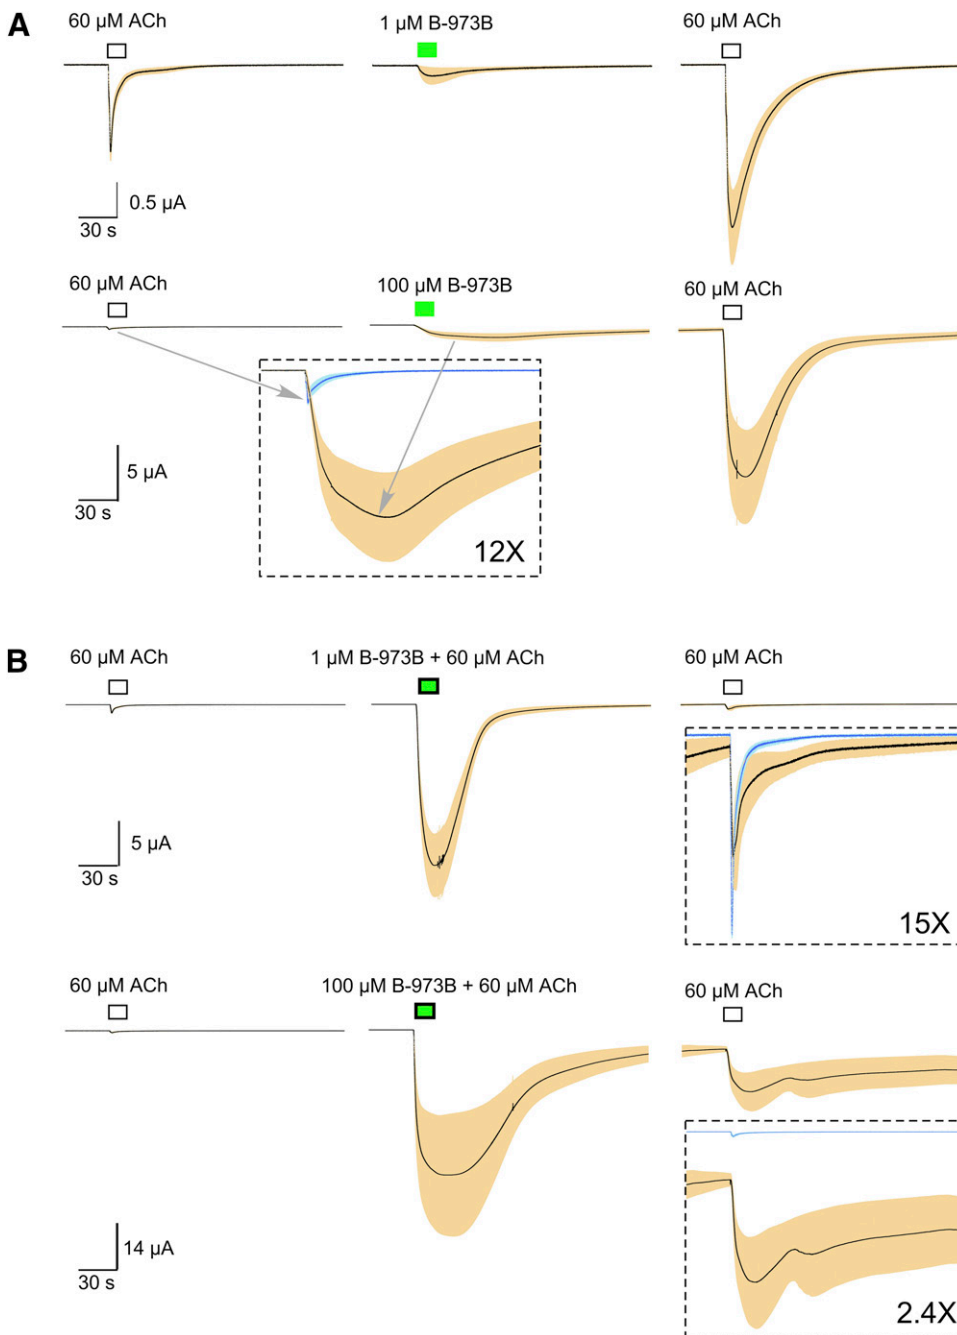 A
60 µM ACh
1 µM B-973B
60 µM ACh
0.5 µA
30 s
60 µM ACh
100 µM B-973B
60 µM ACh
5 µA
30 s
12X
B
60 µM ACh
1 µM B-973B + 60 µM ACh
60 µM ACh
5 µA
30 s
15X
60 µM ACh
100 µM B-973B + 60 µM ACh
60 µM ACh
14 µA
30 s
2.4X